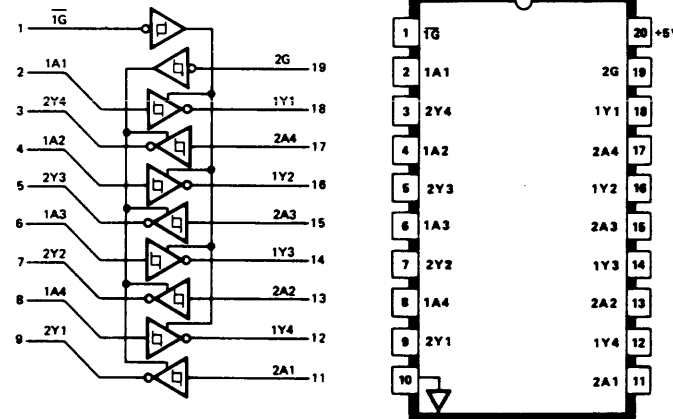 1 1G
2G 19
2 1A1
1Y1 18
3 2Y4
2A4 17
4 1A2
1Y2 16
5 2Y3
2A3 15
6 1A3
1Y3 14
7 2Y2
2A2 13
8 1A4
1Y4 12
9 2Y1
2A1 11
1 1G 20 +5V
2 1A1 2G 19
3 2Y4 1Y1 18
4 1A2 2A4 17
5 2Y3 1Y2 16
6 1A3 2A3 15
7 2Y2 1Y3 14
8 1A4 2A2 13
9 2Y1 1Y4 12
10 2A1 11